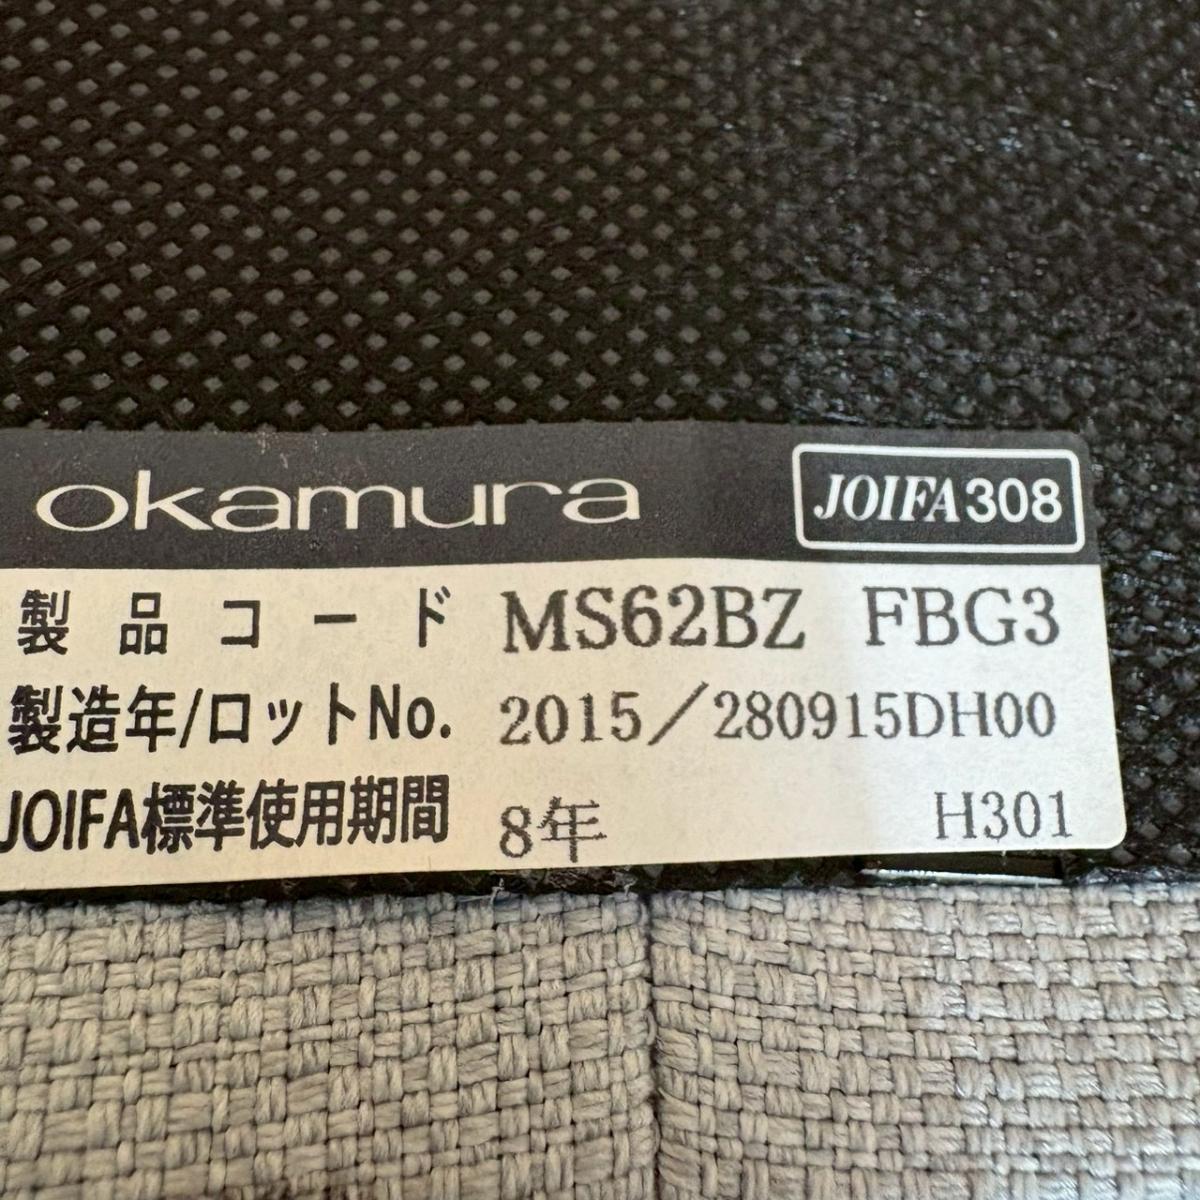 okamura JOIFA308
製品コード MS62BZ FBG3
製造年/ロットNo. 2015／280915DH00
JOIFA標準使用期間 8年 H301